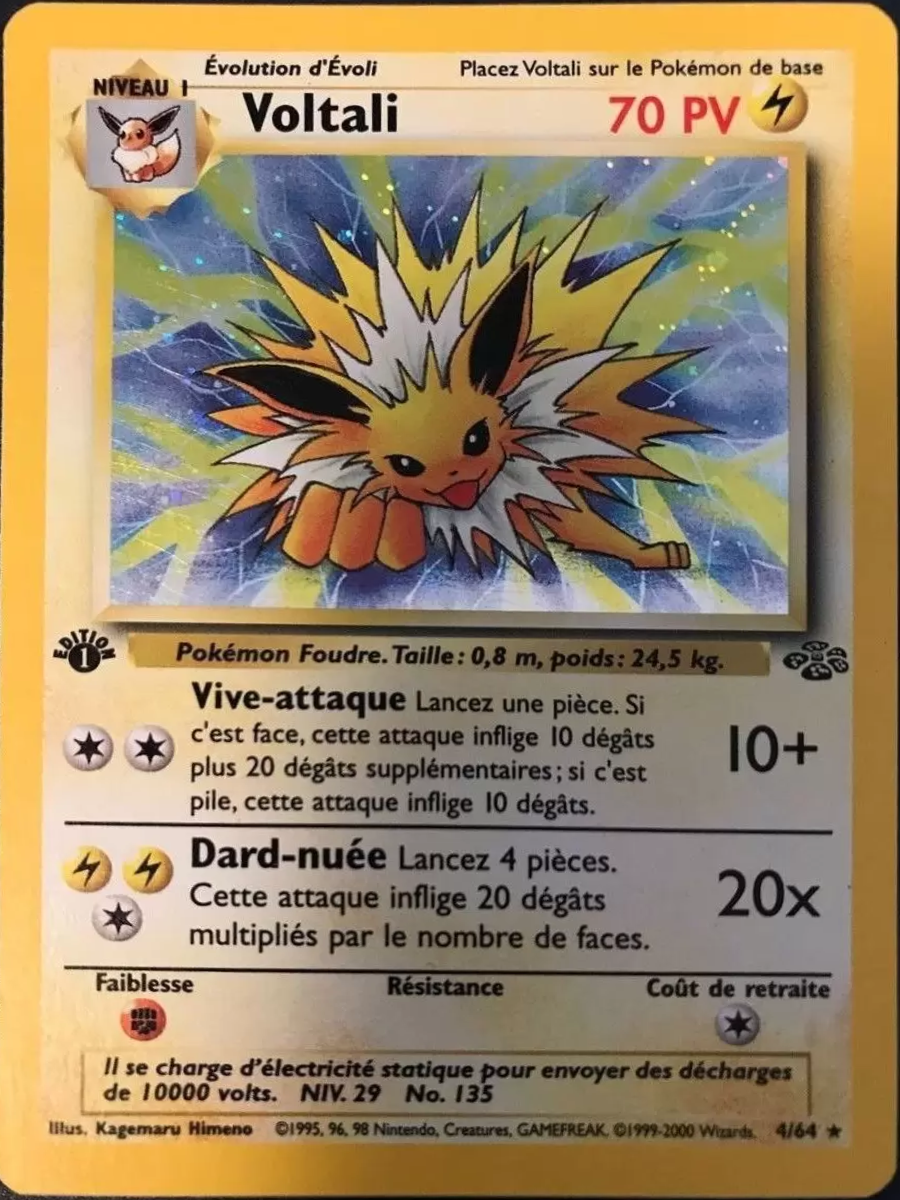 Évolution d'Évoli
Placez Voltali sur le Pokémon de base
NIVEAU 1
Voltali
70 PV
EDITION 1
Pokémon Foudre. Taille: 0,8 m, poids: 24,5 kg.
Vive-attaque Lancez une pièce. Si
c'est face, cette attaque inflige 10 dégâts
plus 20 dégâts supplémentaires; si c'est
pile, cette attaque inflige 10 dégâts.
10+
Dard-nuée Lancez 4 pièces.
Cette attaque inflige 20 dégâts
multipliés par le nombre de faces.
20x
Faiblesse
Résistance
Coût de retraite
Il se charge d'électricité statique pour envoyer des décharges
de 10000 volts. NIV. 29 No. 135
Illus. Kagemaru Himeno ©1995, 96, 98 Nintendo, Creatures, GAMEFREAK. ©1999-2000 Wizards. 4/64 ★